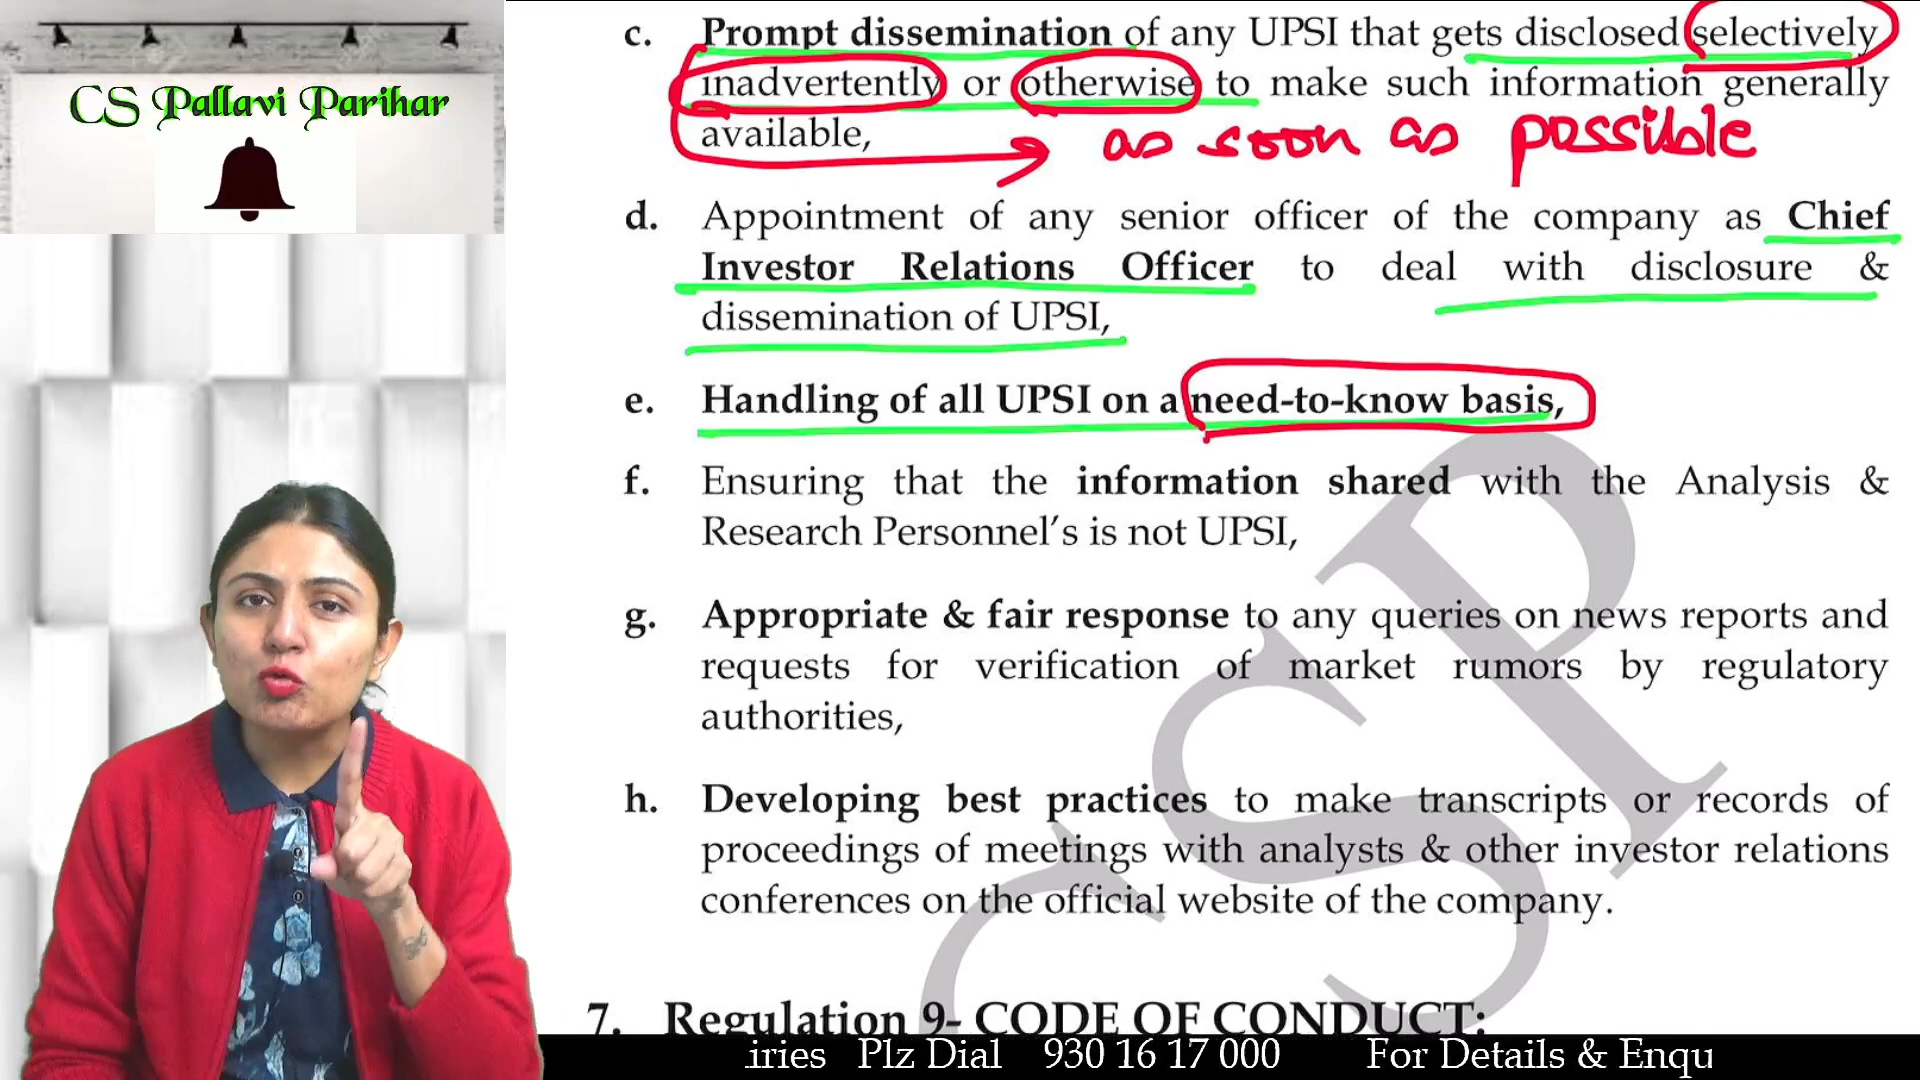 CS Pallavi Parihar
c. Prompt dissemination of any UPSI that gets disclosed selectively
inadvertently or otherwise to make such information generally
available,
as soon as possible
d. Appointment of any senior officer of the company as Chief
Investor Relations Officer to deal with disclosure &
dissemination of UPSI,
e. Handling of all UPSI on a need-to-know basis,
f. Ensuring that the information shared with the Analysis &
Research Personnel's is not UPSI,
g. Appropriate & fair response to any queries on news reports and
requests for verification of market rumors by regulatory
authorities,
h. Developing best practices to make transcripts or records of
proceedings of meetings with analysts & other investor relations
conferences on the official website of the company.
CSP
7. Regulation 9- CODE OF CONDUCT:
iries Plz Dial 930 16 17 000 For Details & Enqu